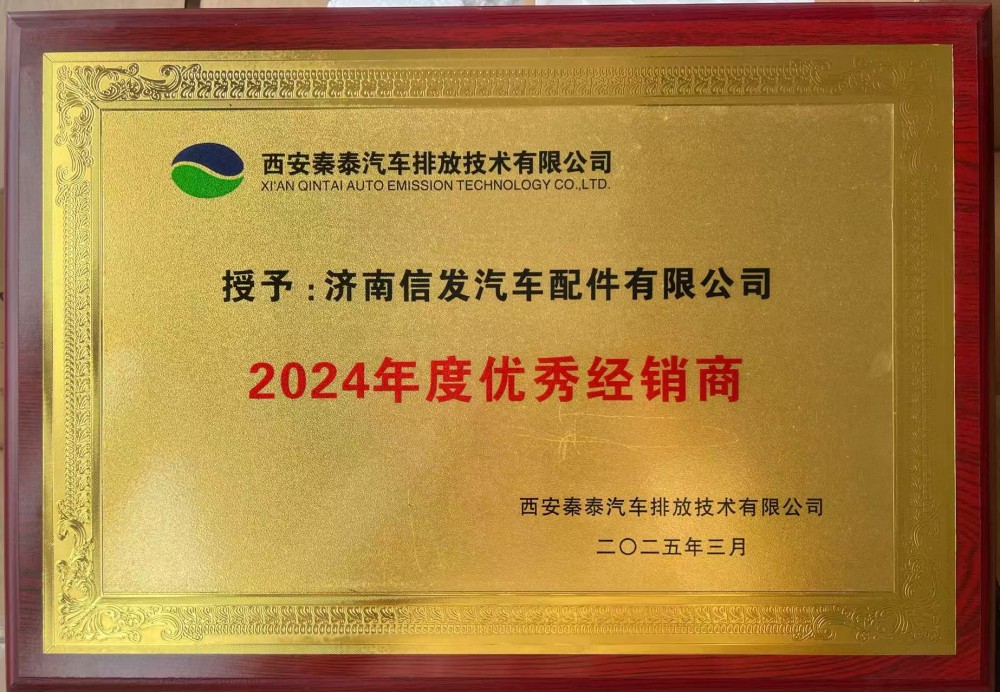 西安秦泰汽车排放技术有限公司
XI'AN QINTAI AUTO EMISSION TECHNOLOGY CO.,LTD.
授予:济南信发汽车配件有限公司
2024年度优秀经销商
西安秦泰汽车排放技术有限公司
二〇二五年三月